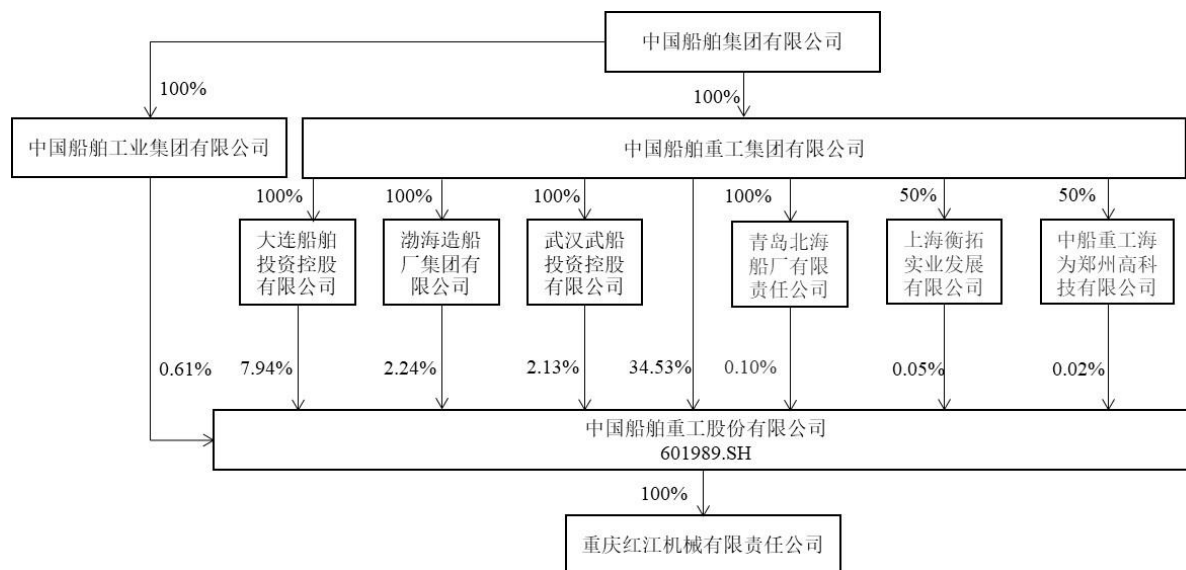 中国船舶集团有限公司
100%
100%
中国船舶工业集团有限公司
中国船舶重工集团有限公司
100%
100%
100%
100%
50%
50%
大连船舶
投资控股
有限公司
渤海造船
厂集团有
限公司
武汉武船
投资控股
有限公司
青岛北海
船厂有限
责任公司
上海衡拓
实业发展
有限公司
中船重工海
为郑州高科
技有限公司
0.61%
7.94%
2.24%
2.13%
34.53%
0.10%
0.05%
0.02%
中国船舶重工股份有限公司
601989.SH
100%
重庆红江机械有限责任公司